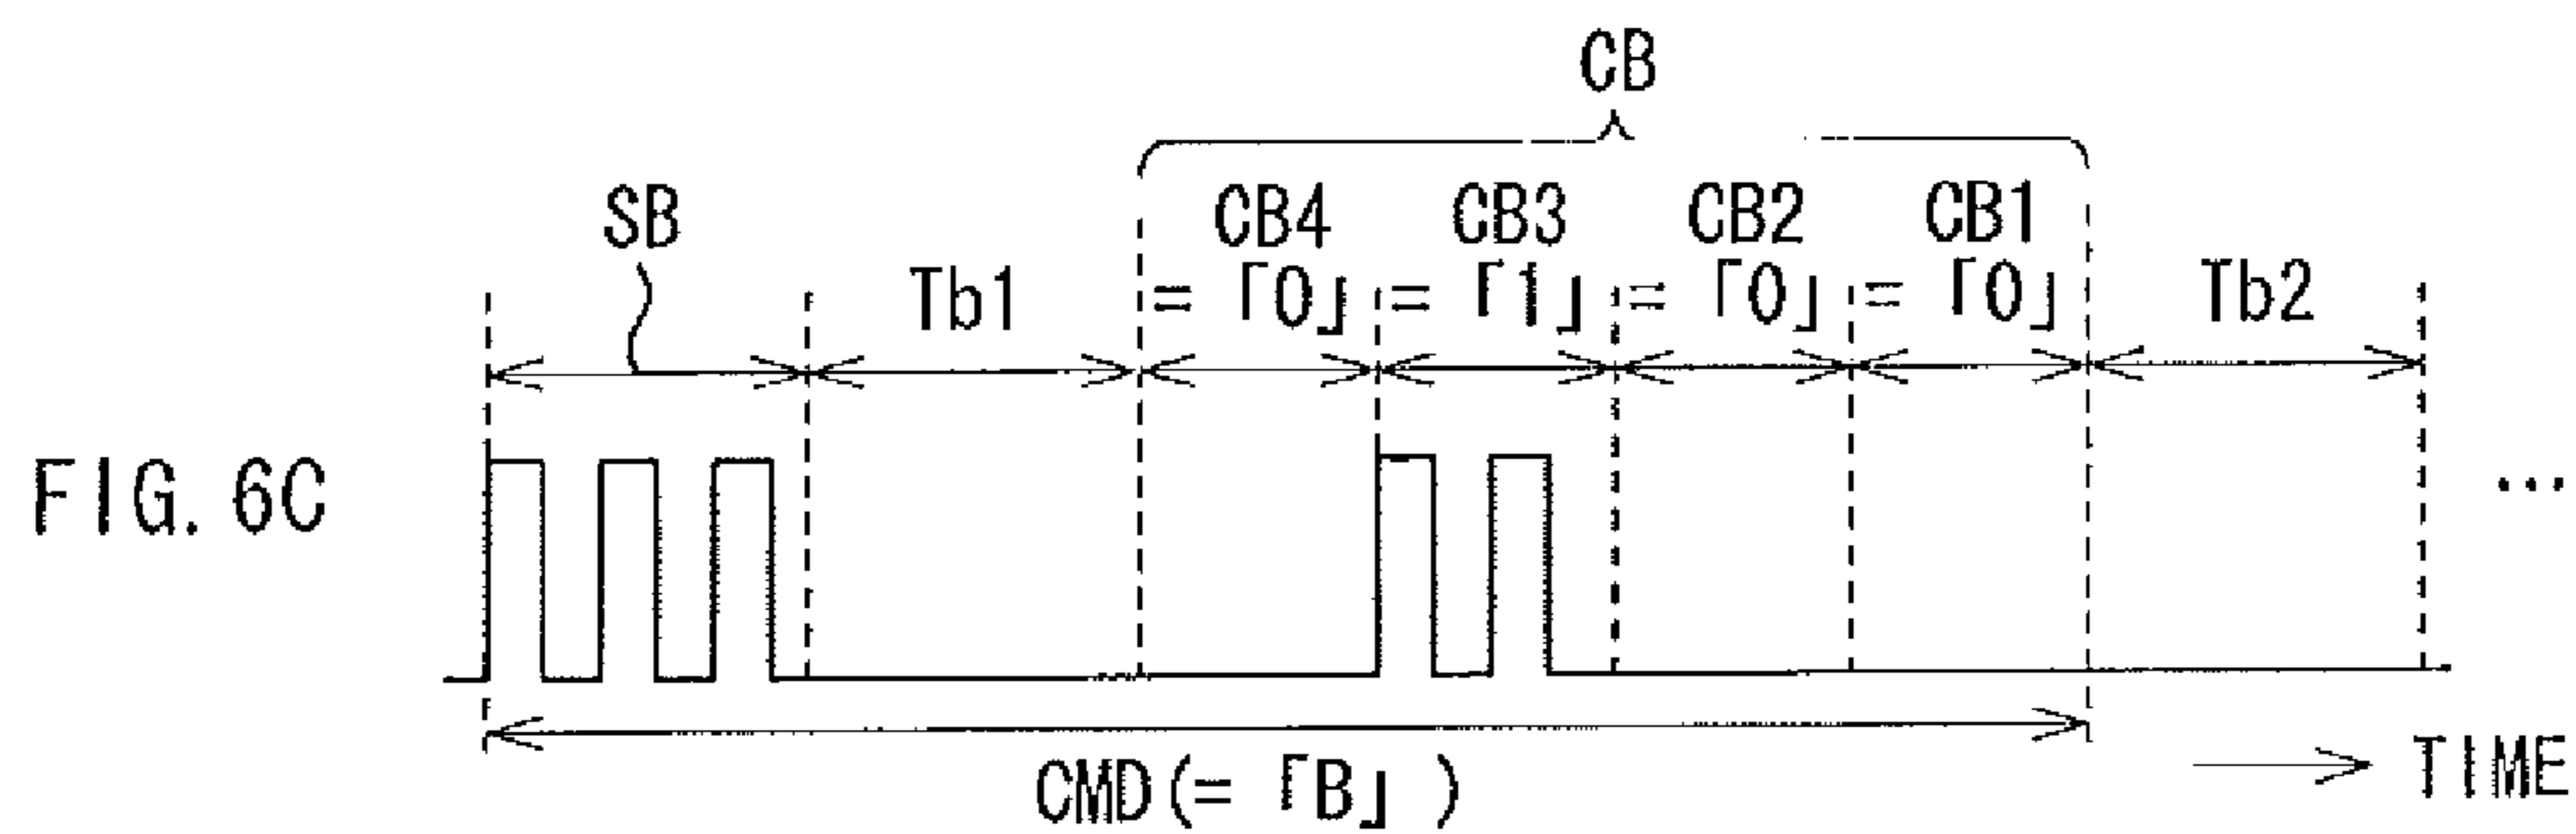 CB
SB
CB4 CB3 CB2 CB1
Tb1 =「0」 =「1」 =「0」 =「0」 Tb2
FIG. 6C ...
CMD(=「B」)
TIME